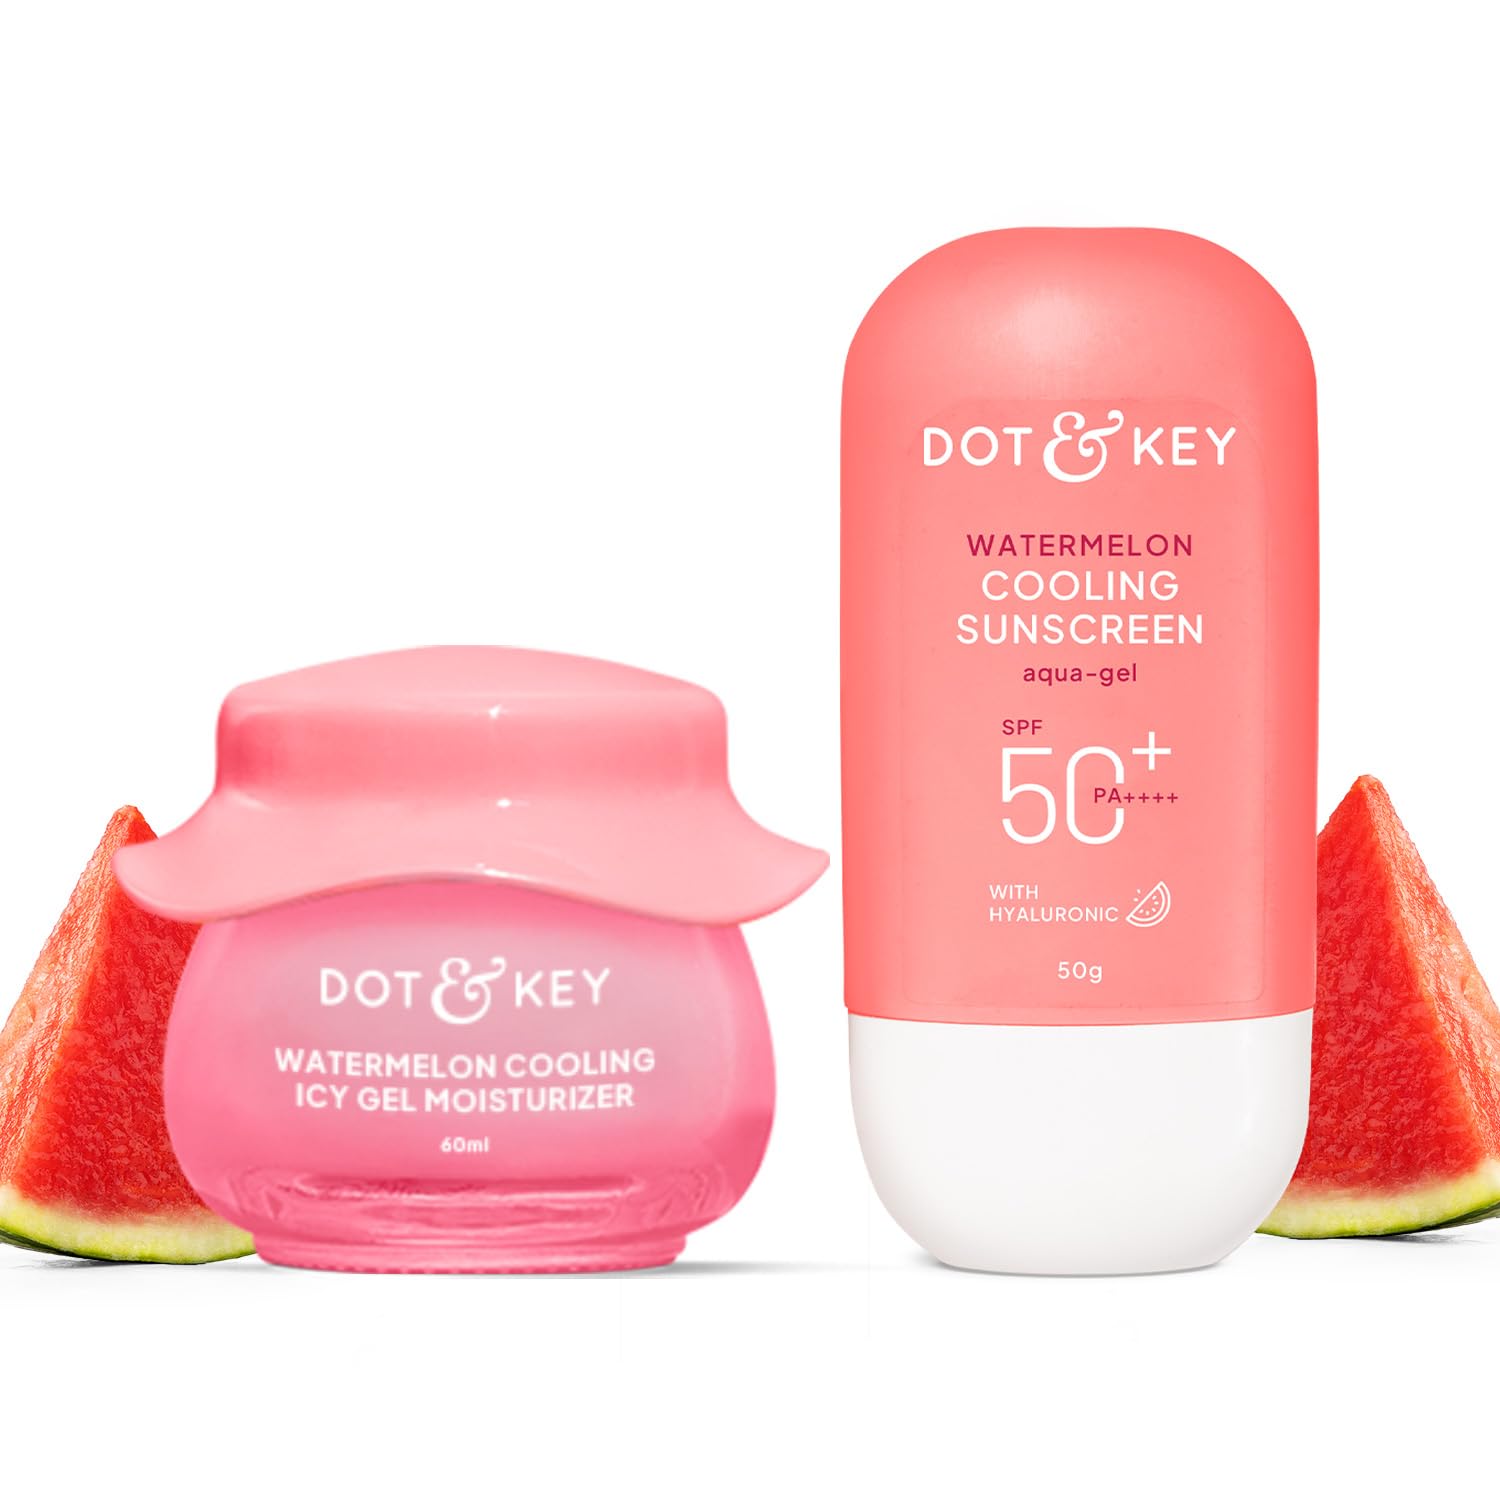 DOT & KEY
WATERMELON COOLING
ICY GEL MOISTURIZER
60ml
DOT & KEY
WATERMELON
COOLING
SUNSCREEN
aqua-gel
SPF
50+
PA++++
WITH
HYALURONIC
50g